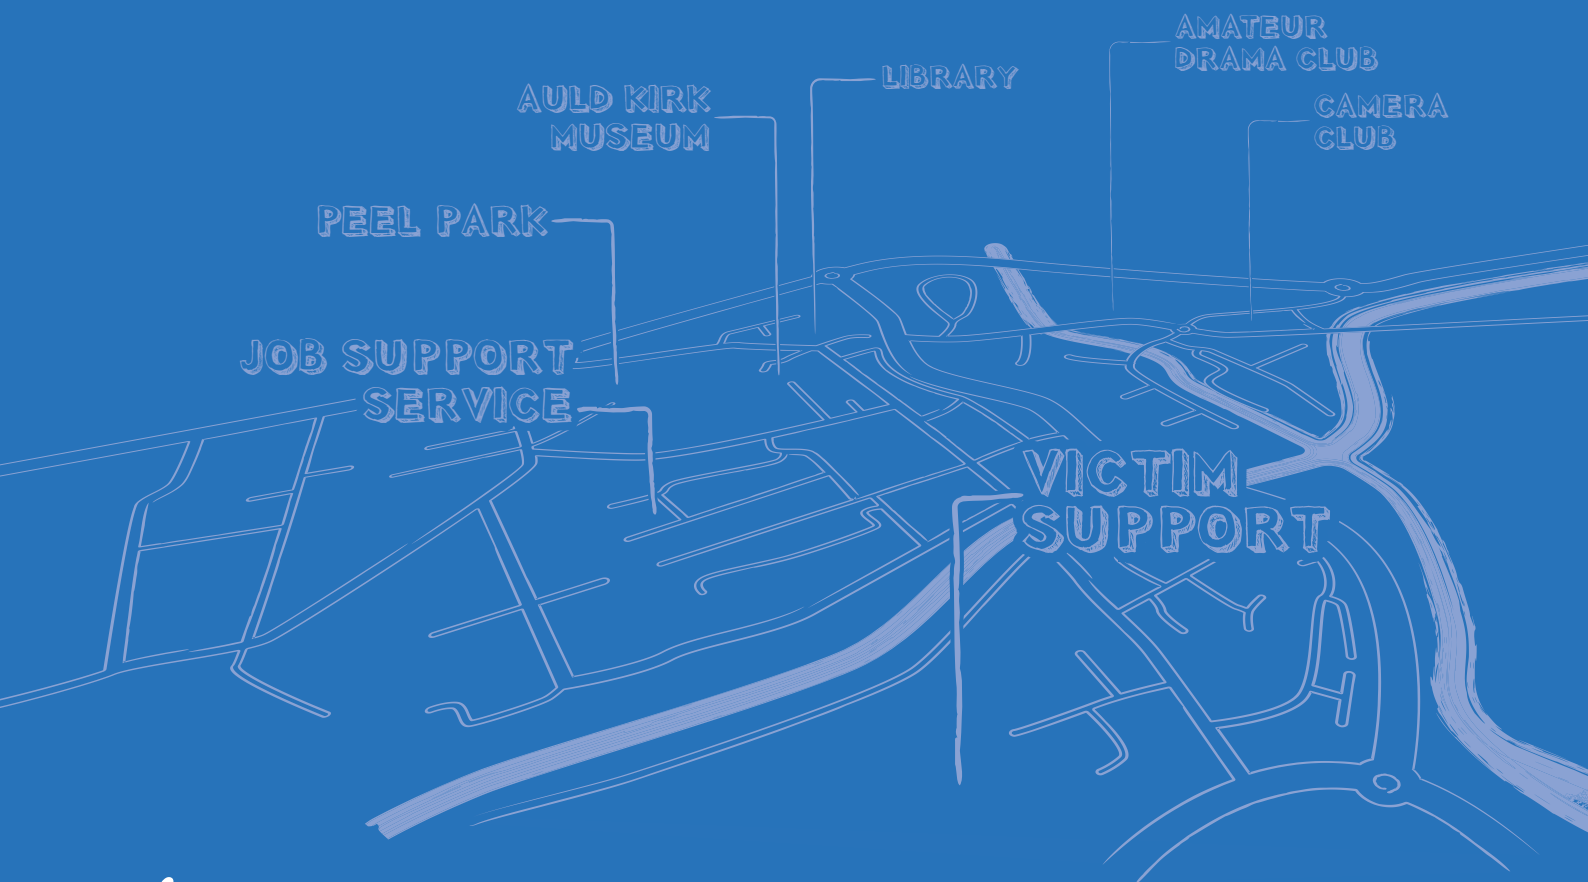 AMATEUR
DRAMA CLUB
LIBRARY
AULD KIRK
MUSEUM
CAMERA
CLUB
PEEL PARK
JOB SUPPORT
SERVICE
VICTIM
SUPPORT